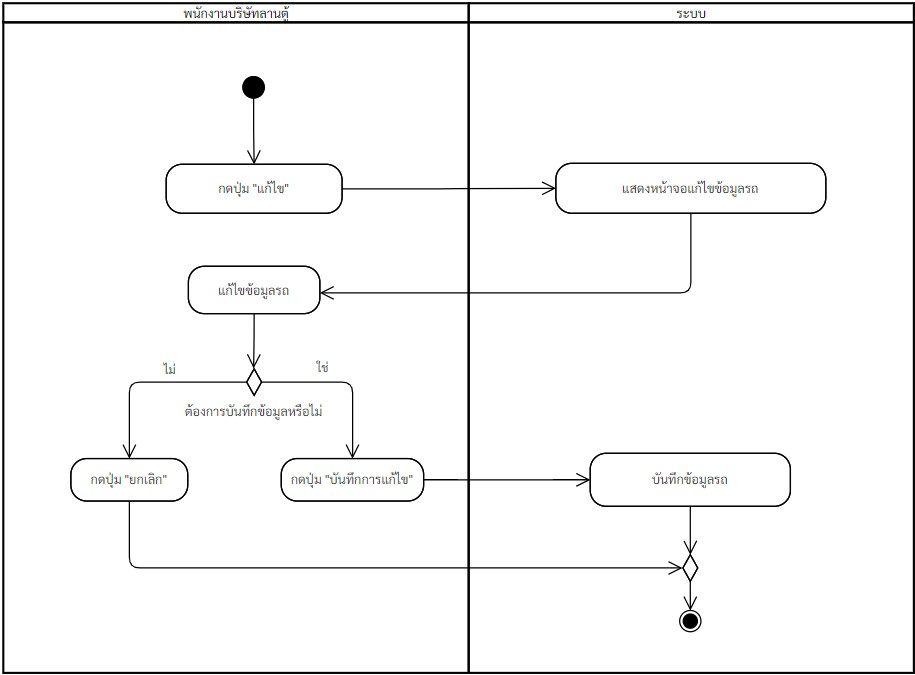 พนักงานบริษัทลานตู้
ระบบ
กดปุ่ม "แก้ไข"
แสดงหน้าจอแก้ไขข้อมูลรถ
แก้ไขข้อมูลรถ
ไม่
ใช่
ต้องการบันทึกข้อมูลหรือไม่
กดปุ่ม "ยกเลิก"
กดปุ่ม "บันทึกการแก้ไข"
บันทึกข้อมูลรถ